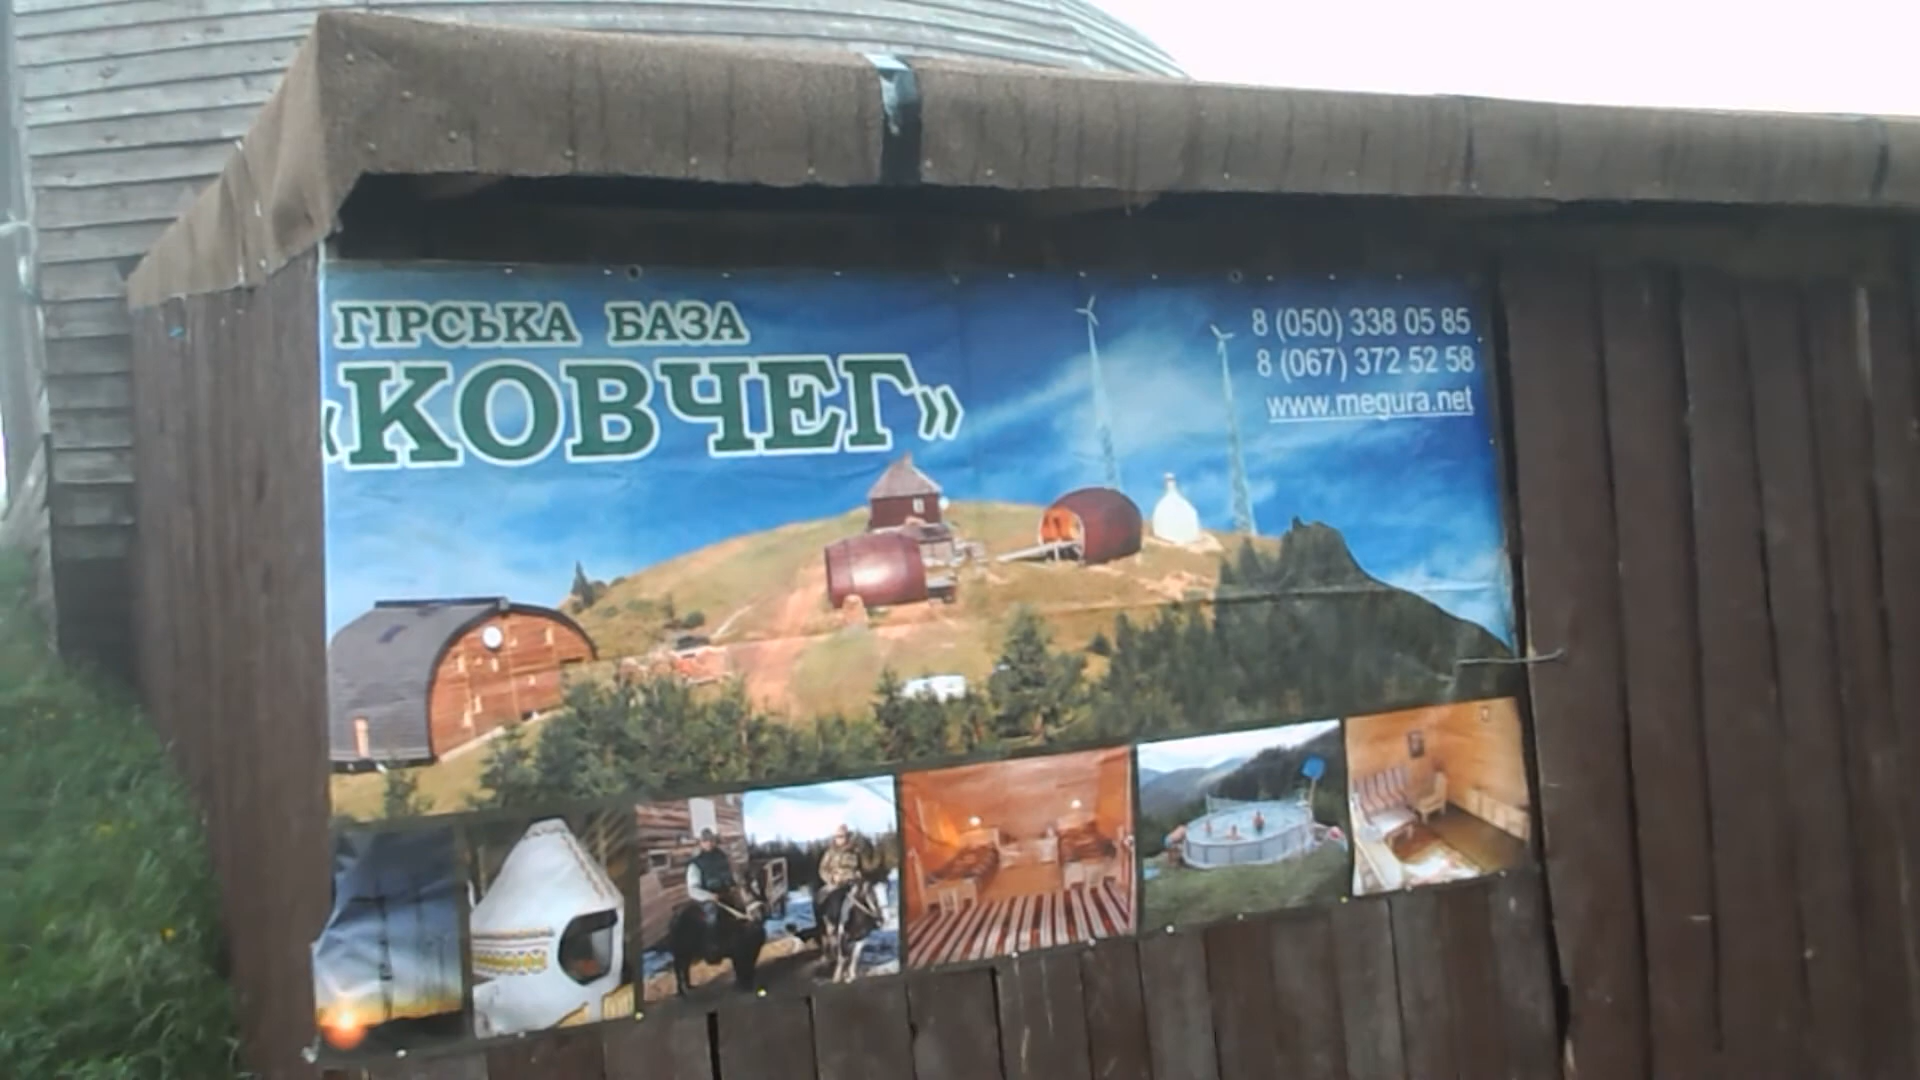 ГІРСЬКА БАЗА
«КОВЧЕГ»
8 (050) 338 05 85
8 (067) 372 52 58
www.megura.net